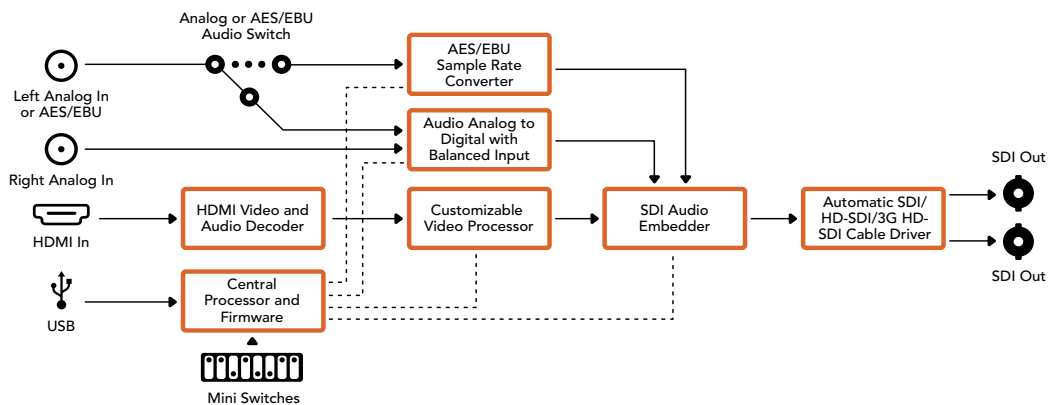 Analog or AES/EBU
Audio Switch
Left Analog In
or AES/EBU
AES/EBU
Sample Rate
Converter
Audio Analog to
Digital with
Balanced Input
Right Analog In
HDMI In
HDMI Video and
Audio Decoder
Customizable
Video Processor
SDI Audio
Embedder
Automatic SDI/
HD-SDI/3G HD-
SDI Cable Driver
SDI Out
SDI Out
USB
Central
Processor and
Firmware
Mini Switches